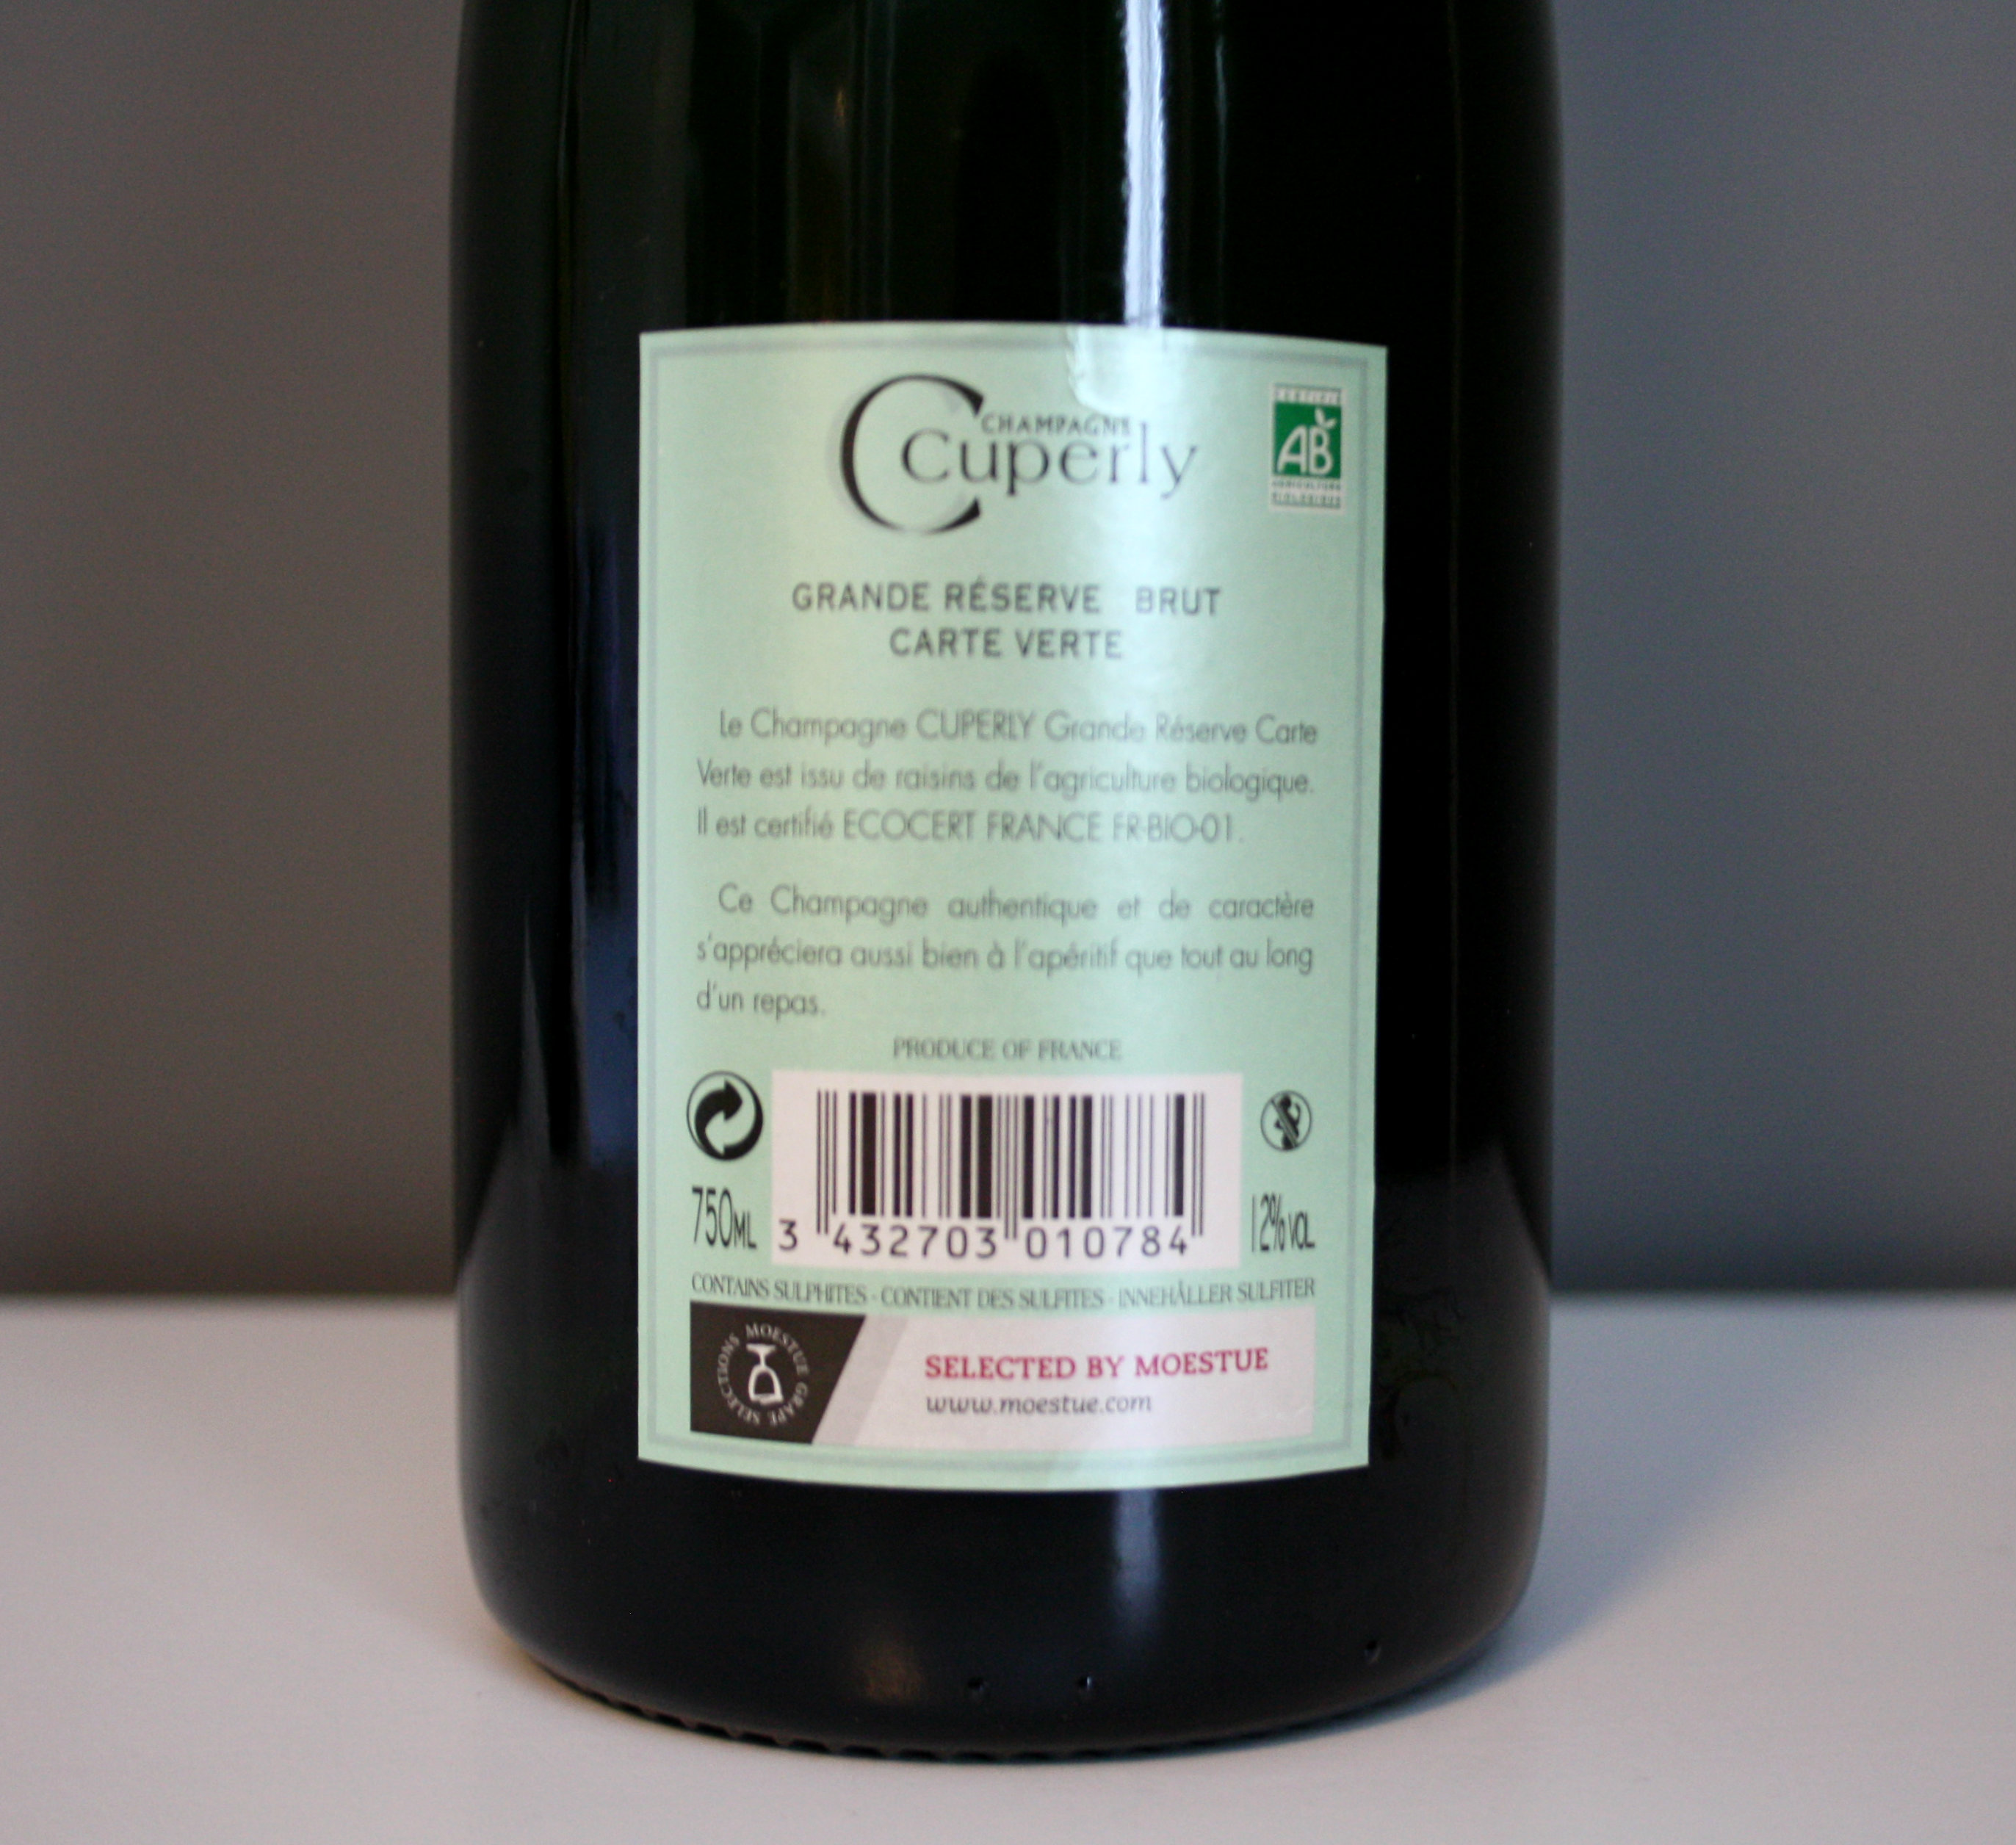 CHAMPAGNE
Cuperly
CERTIFIÉ
AB
AGRICULTURE
BIOLOGIQUE
GRANDE RÉSERVE BRUT
CARTE VERTE
Le Champagne CUPERLY Grande Réserve Carte
Verte est issu de raisins de l'agriculture biologique.
Il est certifié ECOCERT FRANCE FR-BIO-01.
Ce Champagne authentique et de caractère
s'appréciera aussi bien à l'apéritif que tout au long
d'un repas.
PRODUCE OF FRANCE
750ML
3 432703 010784
12% VOL
CONTAINS SULPHITES - CONTIENT DES SULFITES - INNEHÅLLER SULFITER
MOESTUE GRAPE SELECTIONS
SELECTED BY MOESTUE
www.moestue.com